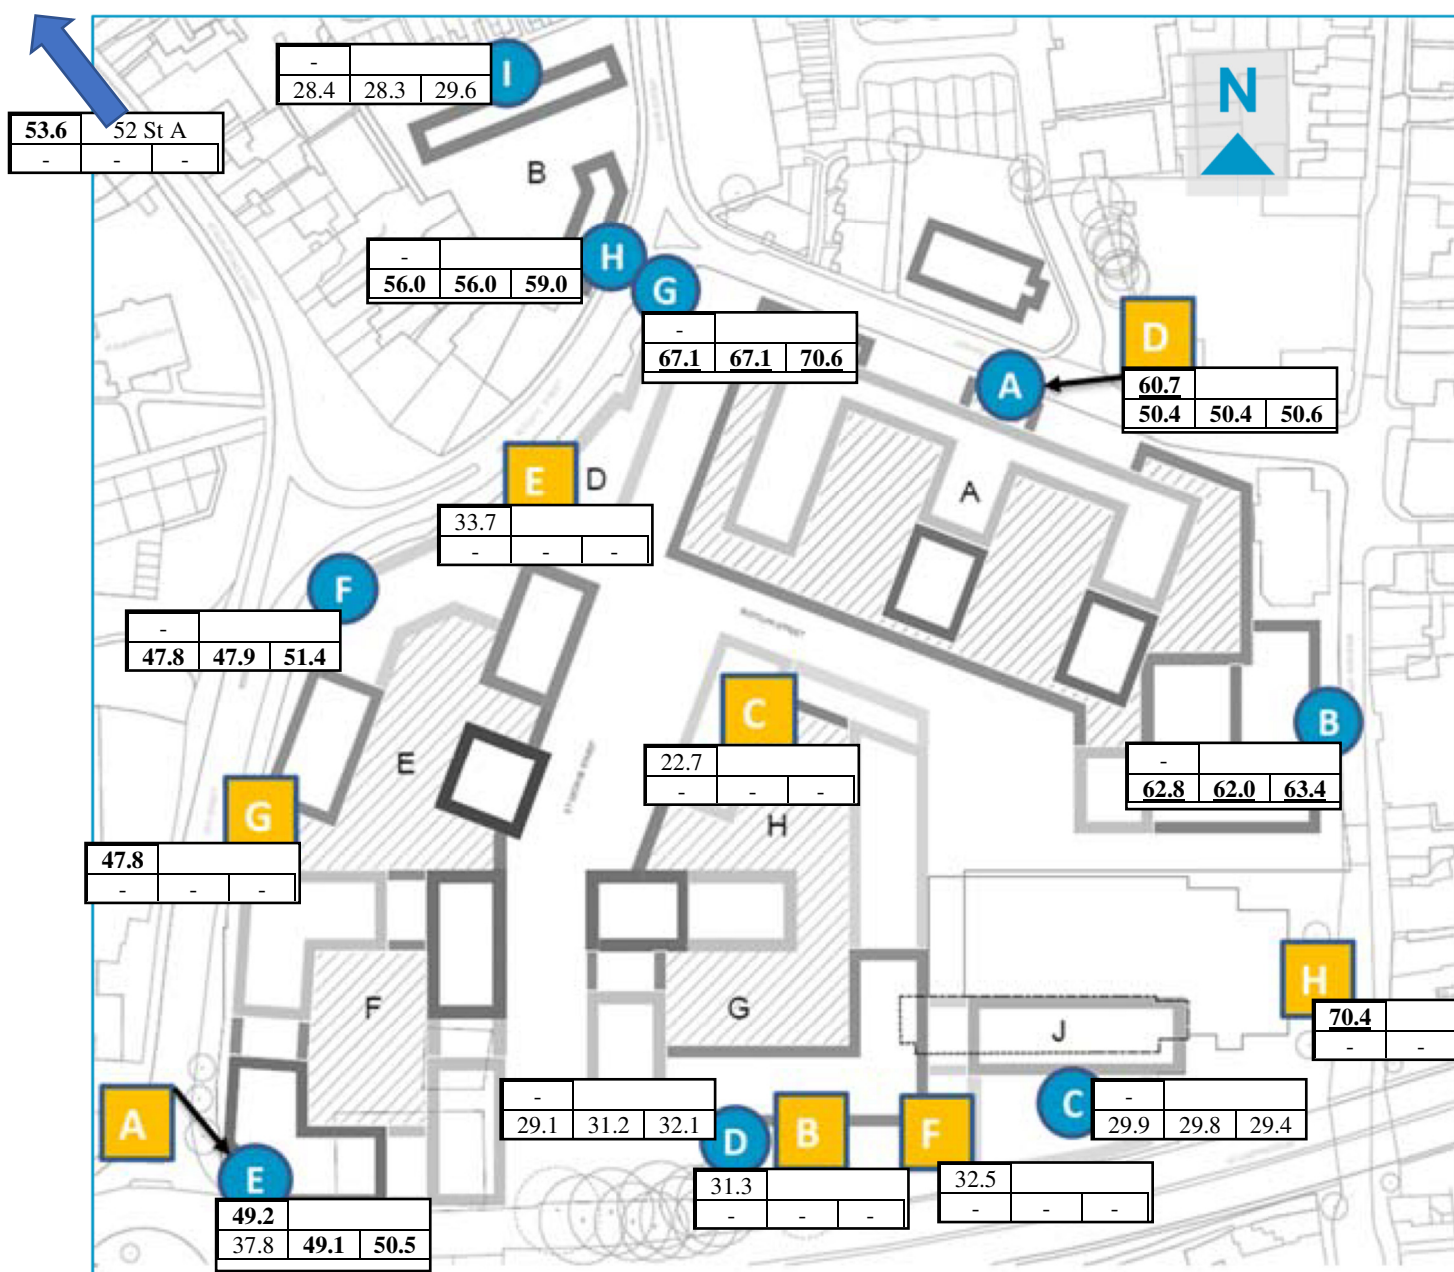 N
I
-
28.4 28.3 29.6
53.6 52 St A
- - -
B
H
-
56.0 56.0 59.0
G
-
67.1 67.1 70.6
D
A
60.7
50.4 50.4 50.6
E
D
33.7
- - -
A
F
-
47.8 47.9 51.4
C
22.7
- - -
B
-
62.8 62.0 63.4
E
G
47.8
- - -
H
F
G
J
H
70.4
- -
A
E
49.2
37.8 49.1 50.5
-
29.1 31.2 32.1
D
B
31.3
- - -
F
32.5
- - -
C
-
29.9 29.8 29.4